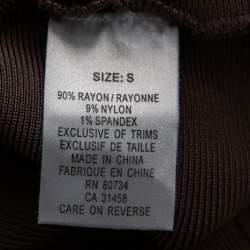 SIZE: S
90% RAYON / RAYONNE
9% NYLON
1% SPANDEX
EXCLUSIVE OF TRIMS
EXCLUSIF DE TAILLE
MADE IN CHINA
FABRIQUE EN CHINE
RN 80734
CA 31458
CARE ON REVERSE